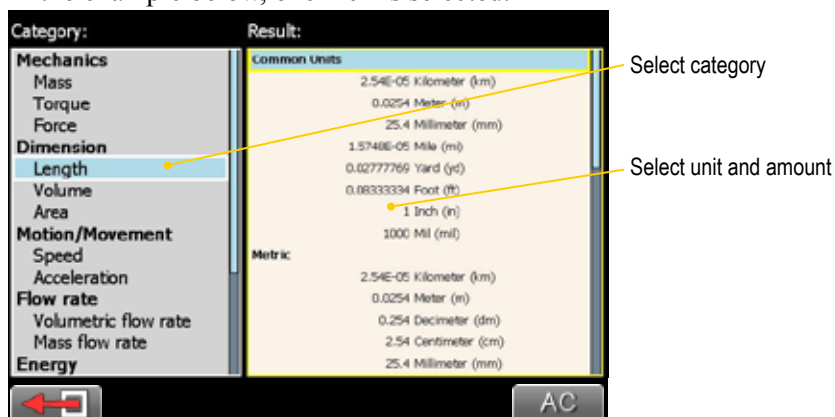 Category:
Mechanics
Mass
Torque
Force
Dimension
Length
Volume
Area
Motion/Movement
Speed
Acceleration
Flow rate
Volumetric flow rate
Mass flow rate
Energy
Result:
Common Units
2.54E-05 Kilometer (km)
0.0254 Meter (m)
25.4 Millimeter (mm)
1.5748E-05 Mile (mi)
0.02777769 Yard (yd)
0.08333334 Foot (ft)
1 Inch (in)
1000 Mil (mil)
Metric
2.54E-05 Kilometer (km)
0.0254 Meter (m)
0.254 Decimeter (dm)
2.54 Centimeter (cm)
25.4 Millimeter (mm)
AC
Select category
Select unit and amount